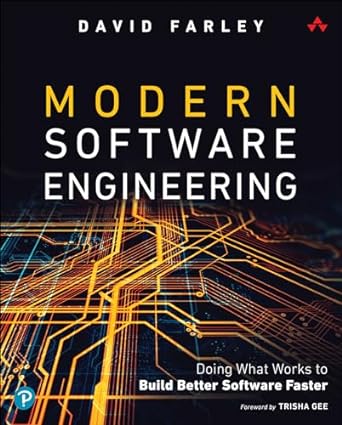 DAVID FARLEY
MODERN
SOFTWARE
ENGINEERING
Doing What Works to
Build Better Software Faster
Foreword by TRISHA GEE